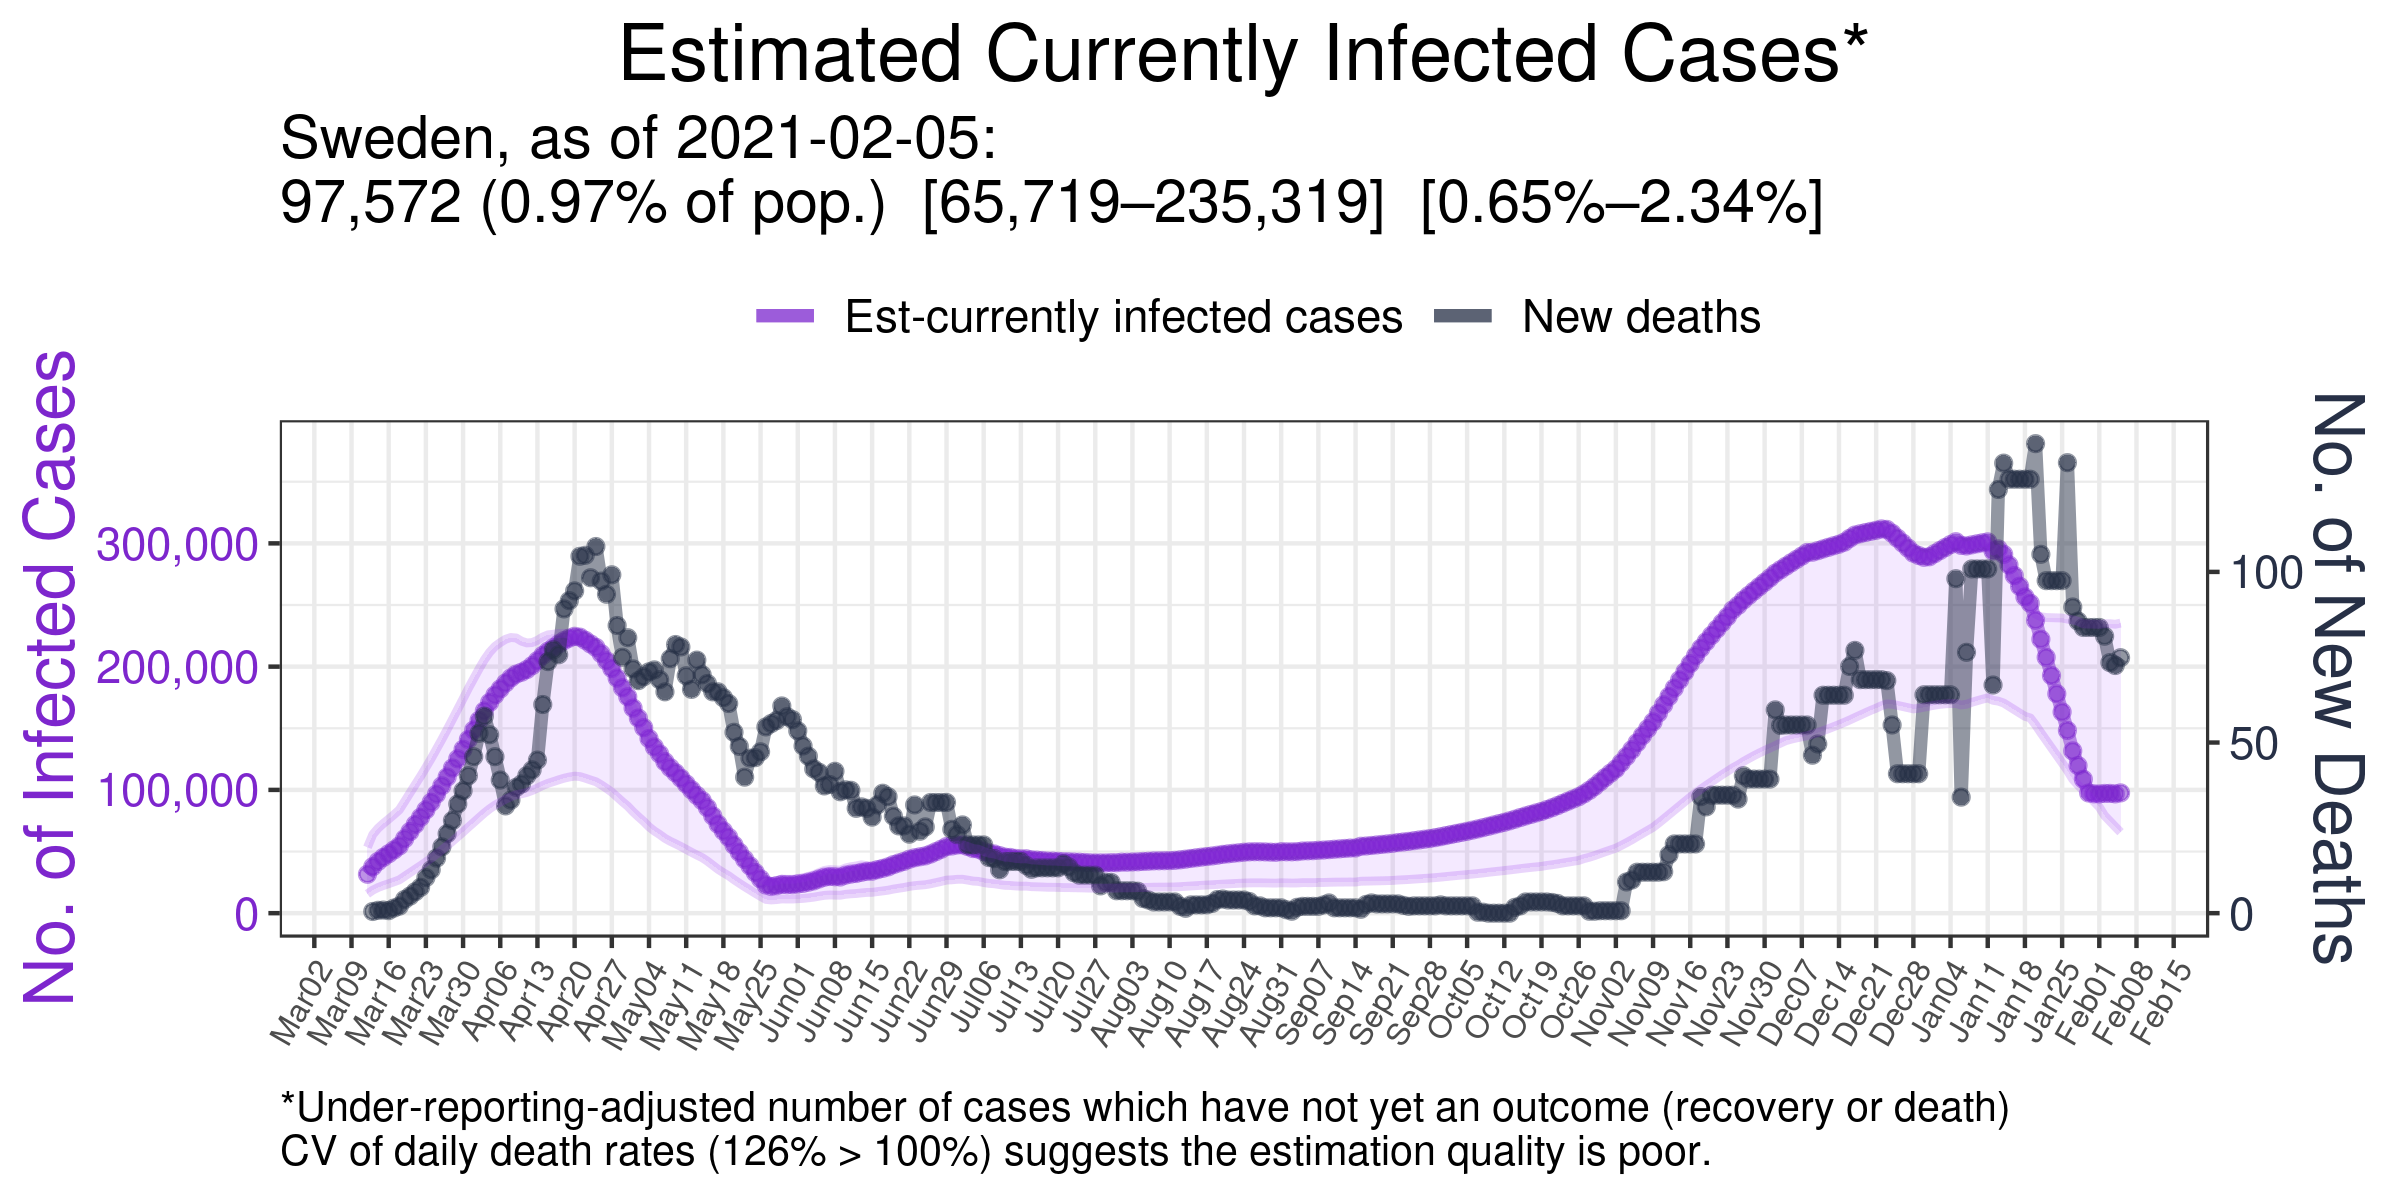 Estimated Currently Infected Cases*
Sweden, as of 2021-02-05:
97,572 (0.97% of pop.)  [65,719–235,319]  [0.65%–2.34%]
Est-currently infected cases
New deaths
No. of Infected Cases
300,000
200,000
100,000
0
100
50
0
No. of New Deaths
Mar02
Mar09
Mar16
Mar23
Mar30
Apr06
Apr13
Apr20
Apr27
May04
May11
May18
May25
Jun01
Jun08
Jun15
Jun22
Jun29
Jul06
Jul13
Jul20
Jul27
Aug03
Aug10
Aug17
Aug24
Aug31
Sep07
Sep14
Sep21
Sep28
Oct05
Oct12
Oct19
Oct26
Nov02
Nov09
Nov16
Nov23
Nov30
Dec07
Dec14
Dec21
Dec28
Jan04
Jan11
Jan18
Jan25
Feb01
Feb08
Feb15
*Under-reporting-adjusted number of cases which have not yet an outcome (recovery or death)
CV of daily death rates (126% > 100%) suggests the estimation quality is poor.